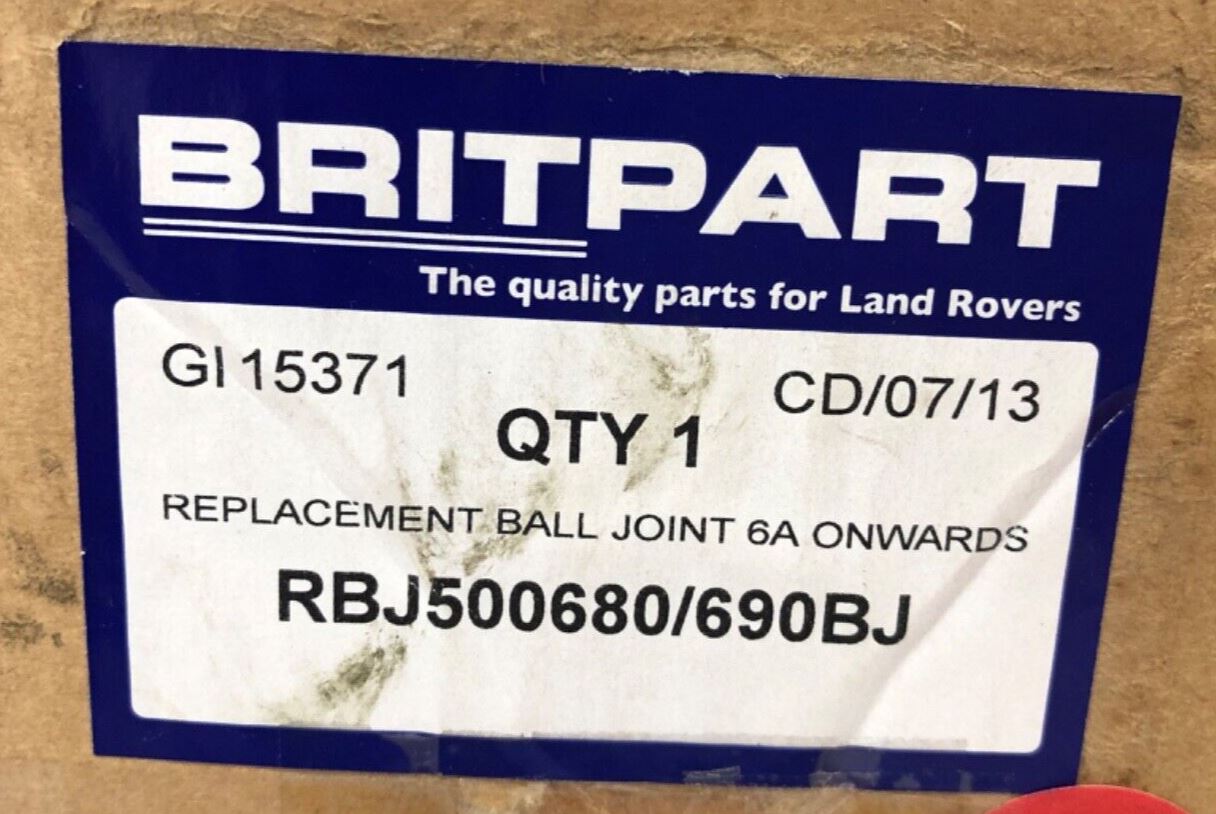 BRITPART
The quality parts for Land Rovers
GI 15371 CD/07/13
QTY 1
REPLACEMENT BALL JOINT 6A ONWARDS
RBJ500680/690BJ